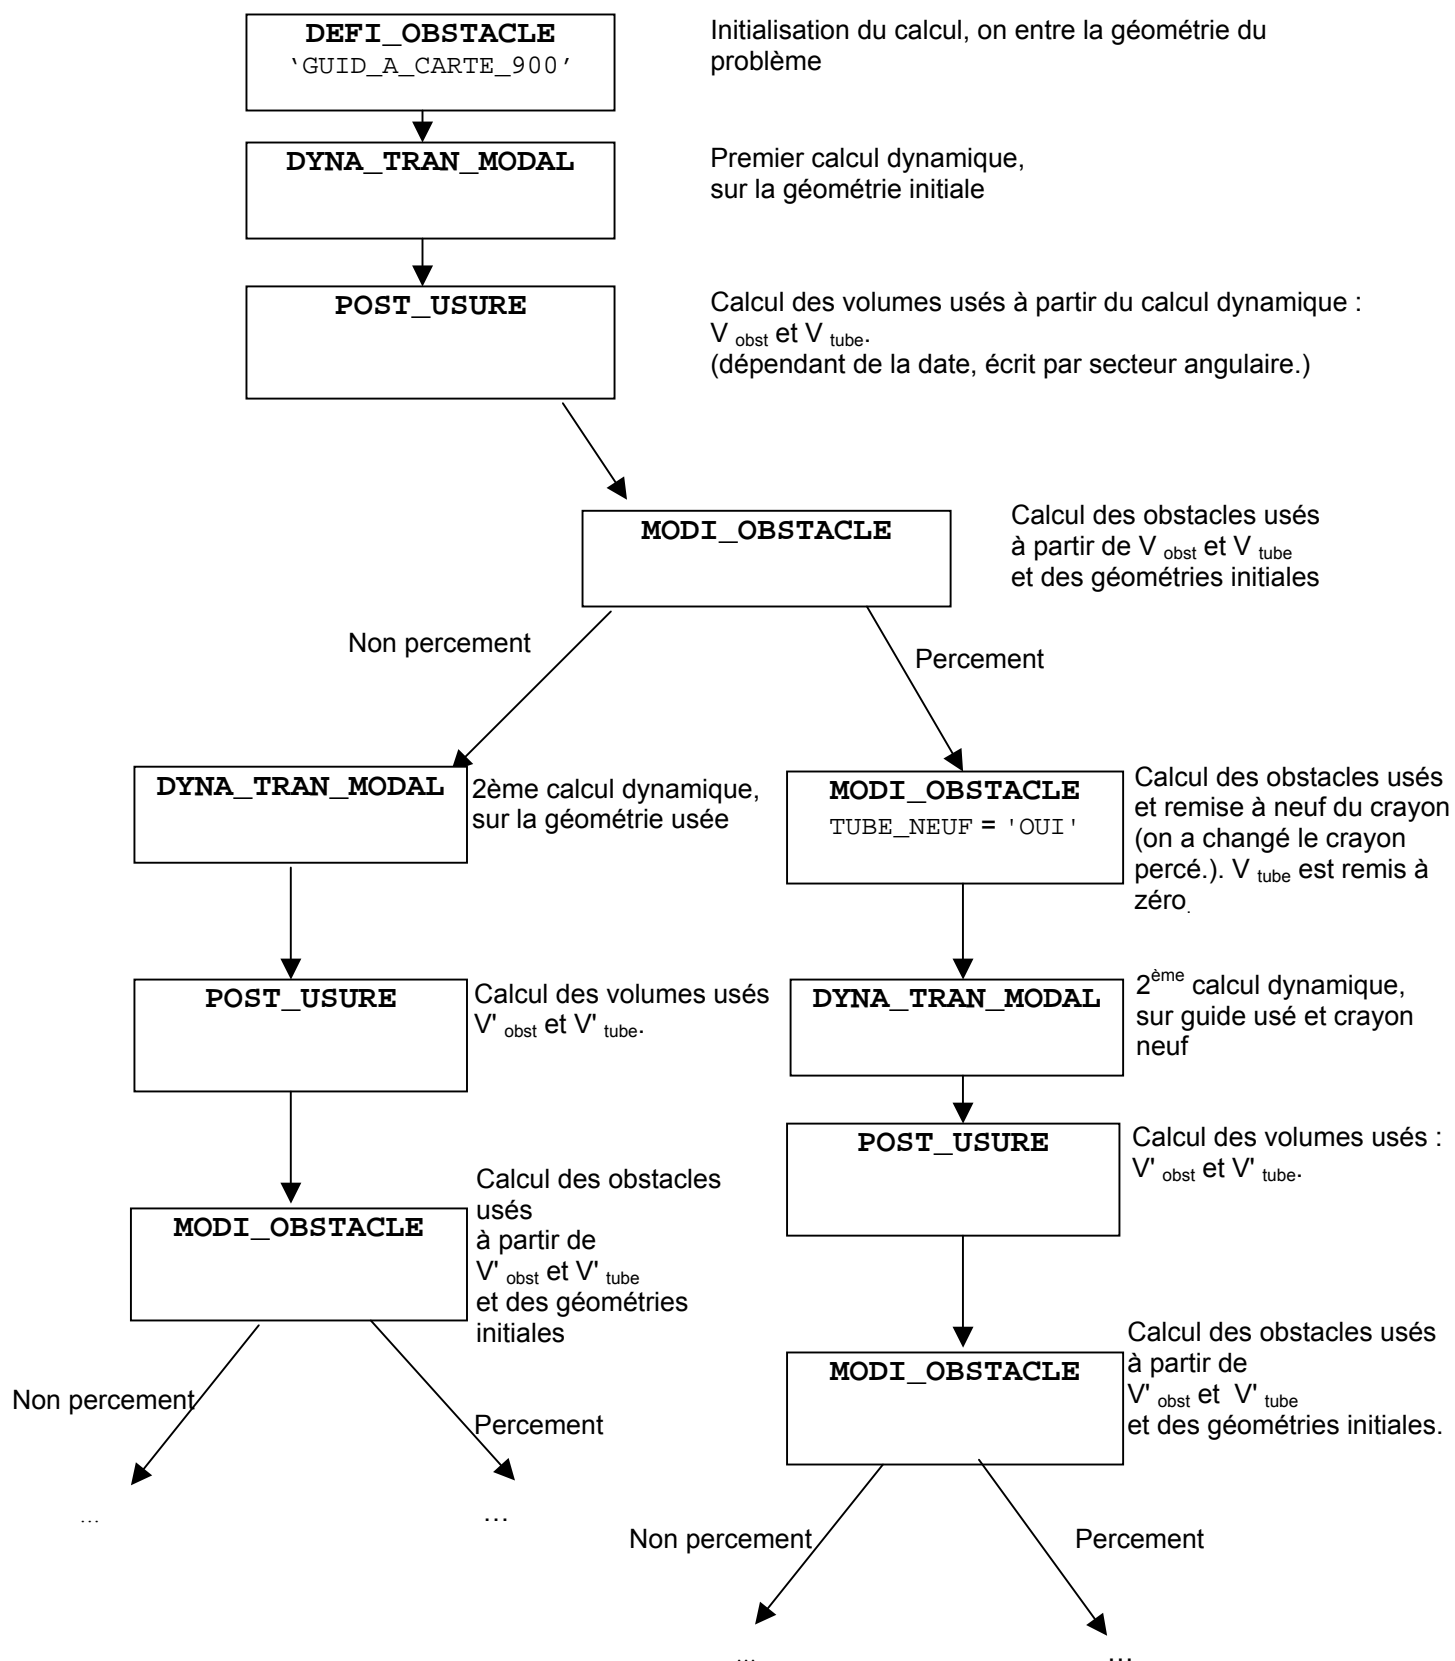 DEFI_OBSTACLE
‘GUID_A_CARTE_900’
Initialisation du calcul, on entre la géométrie du
problème
DYNA_TRAN_MODAL
Premier calcul dynamique,
sur la géométrie initiale
POST_USURE
Calcul des volumes usés à partir du calcul dynamique :
V obst et V tube.
(dépendant de la date, écrit par secteur angulaire.)
MODI_OBSTACLE
Calcul des obstacles usés
à partir de V obst et V tube
et des géométries initiales
Non percement
Percement
DYNA_TRAN_MODAL
2ème calcul dynamique,
sur la géométrie usée
MODI_OBSTACLE
TUBE_NEUF = 'OUI'
Calcul des obstacles usés
et remise à neuf du crayon
(on a changé le crayon
percé.). V tube est remis à
zéro.
POST_USURE
Calcul des volumes usés
V' obst et V' tube.
DYNA_TRAN_MODAL
2ème calcul dynamique,
sur guide usé et crayon
neuf
POST_USURE
Calcul des volumes usés :
V' obst et V' tube.
MODI_OBSTACLE
Calcul des obstacles
usés
à partir de
V' obst et V' tube
et des géométries
initiales
MODI_OBSTACLE
Calcul des obstacles usés
à partir de
V' obst et V' tube
et des géométries initiales.
Non percement
Percement
...
...
Non percement
Percement
...
...